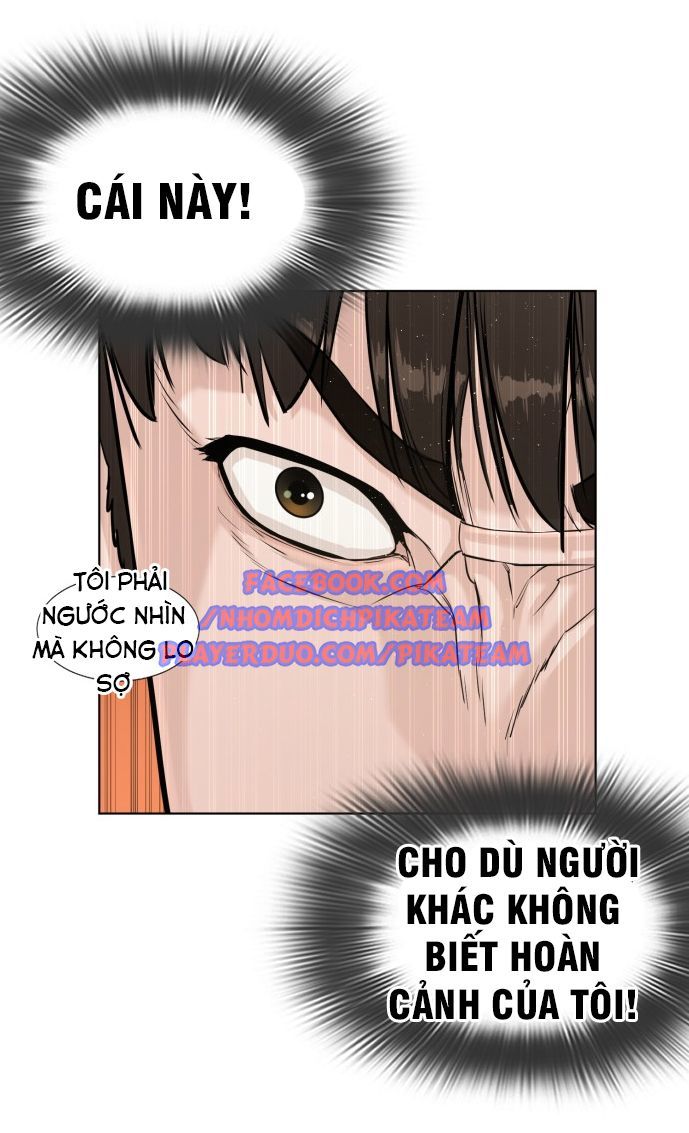 CÁI NÀY!
TÔI PHẢI
NGƯỚC NHÌN
MÀ KHÔNG LO
SỢ
FACEBOOK.COM
/NHOMDICHPIKATEAM
PLAYERDUO.COM/PIKATEAM
CHO DÙ NGƯỜI
KHÁC KHÔNG
BIẾT HOÀN
CẢNH CỦA TÔI!